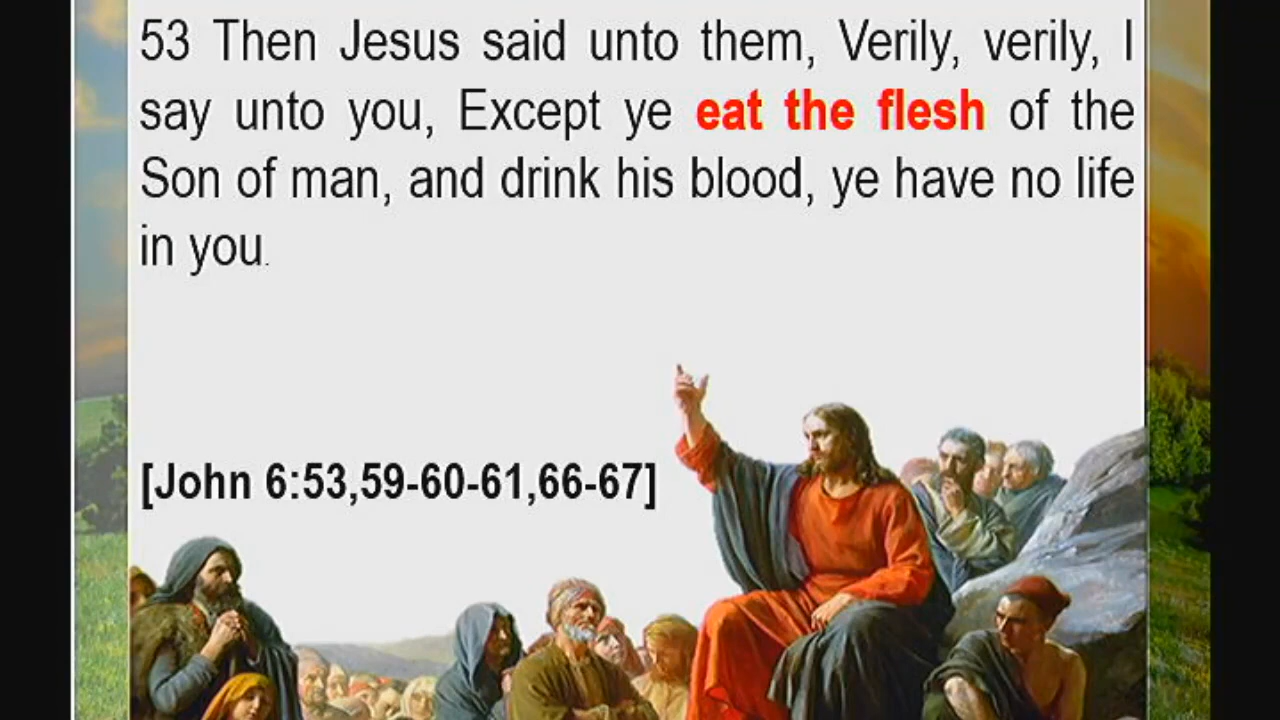 53 Then Jesus said unto them, Verily, verily, I
say unto you, Except ye eat the flesh of the
Son of man, and drink his blood, ye have no life
in you.
[John 6:53,59-60-61,66-67]